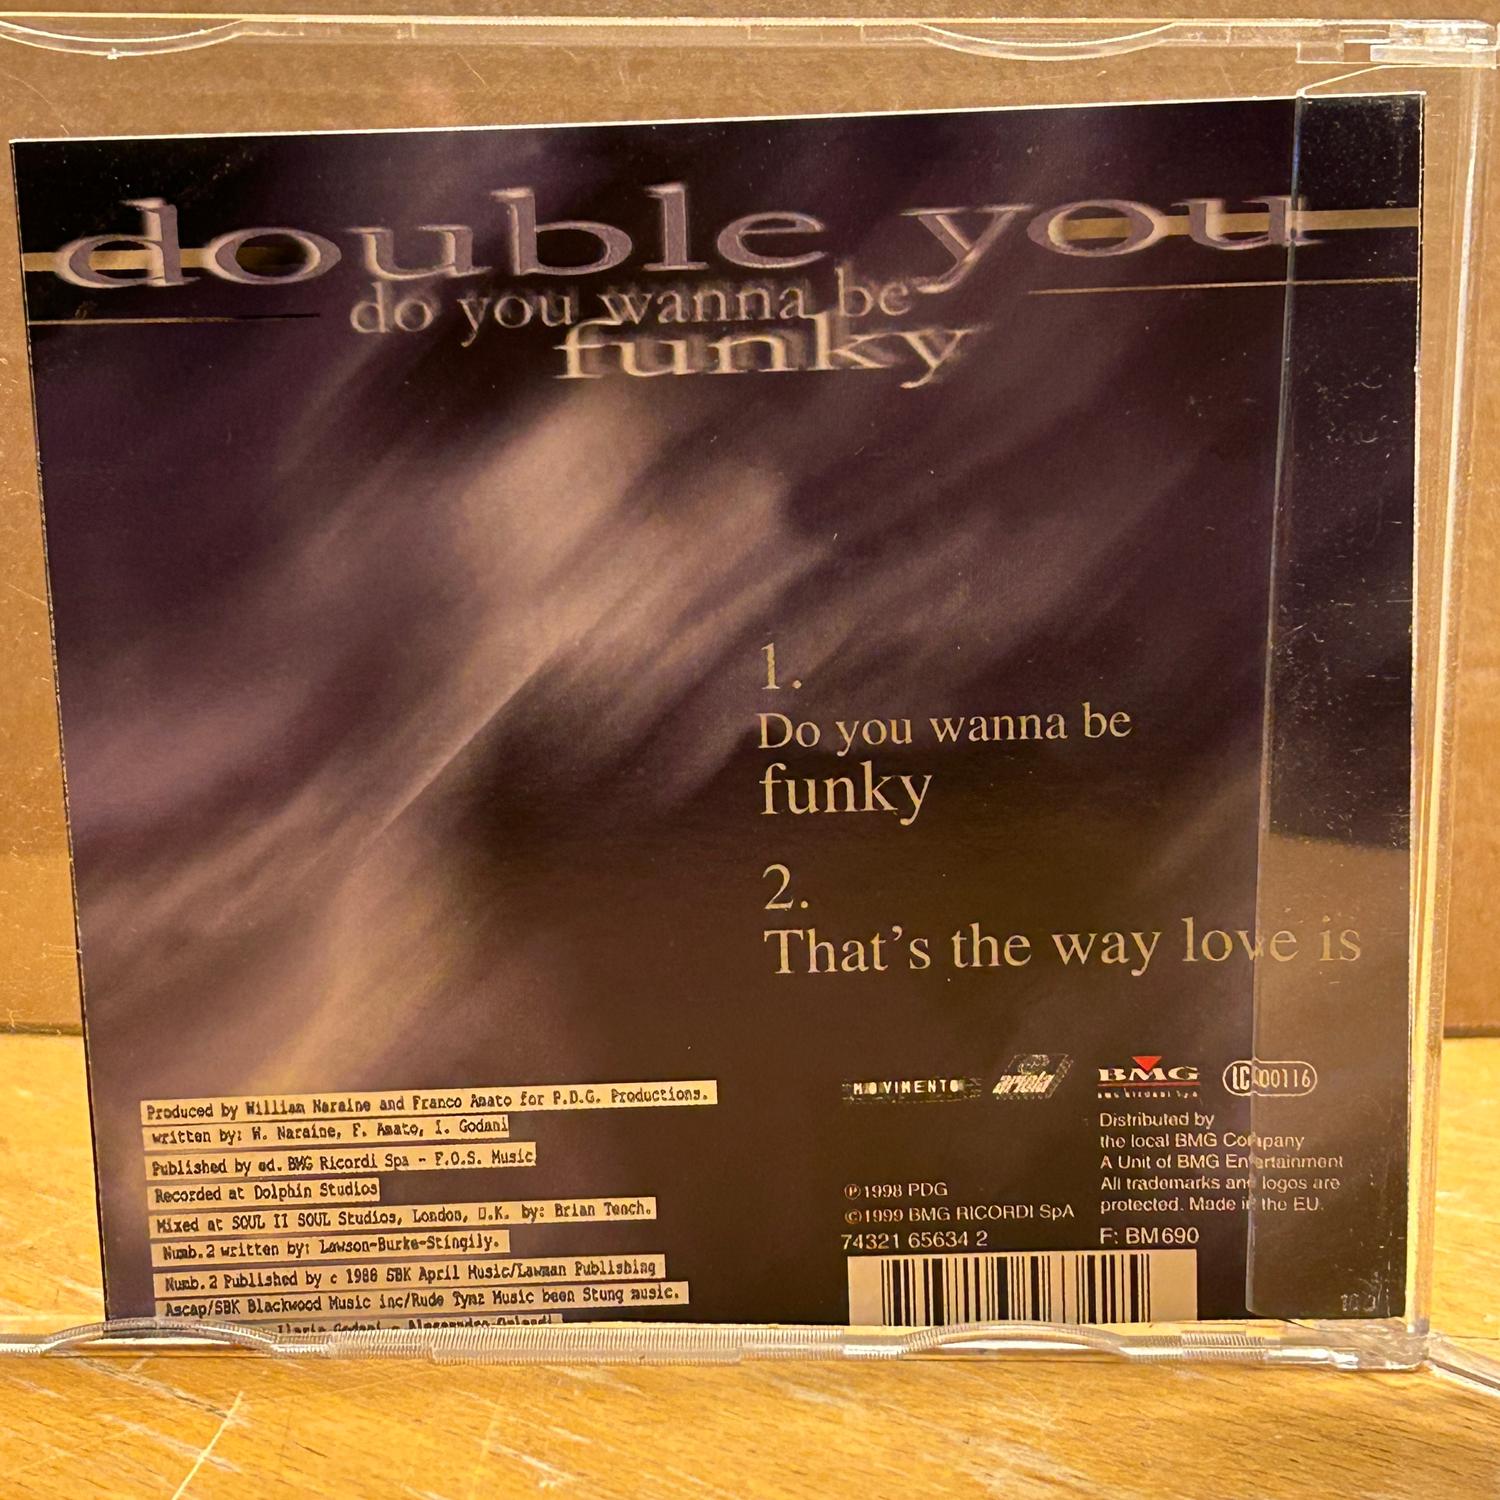 double you
do you wanna be
funky
1.
Do you wanna be
funky
2.
That's the way love is
Produced by William Naraine and Franco Amato for P.D.G. Productions.
written by: W. Naraine, F. Amato, I. Godani
Published by ed. BMG Ricordi Spa - F.O.S. Music
Recorded at Dolphin Studios
Mixed at SOUL II SOUL Studios, London, U.K. by: Brian Tench.
Numb.2 written by: Lawson-Burke-Stingily.
Numb.2 Published by c 1988 SBK April Music/Lawman Publishing
Ascap/SBK Blackwood Music inc/Rude Tymz Music been Stung music.
MOVIMENTO
ariola
BMG
BMG RICORDI S.p.A.
LC 00116
Distributed by
the local BMG Company
A Unit of BMG Entertainment
All trademarks and logos are
protected. Made in the EU.
℗1998 PDG
©1999 BMG RICORDI SpA
74321 65634 2
F: BM690